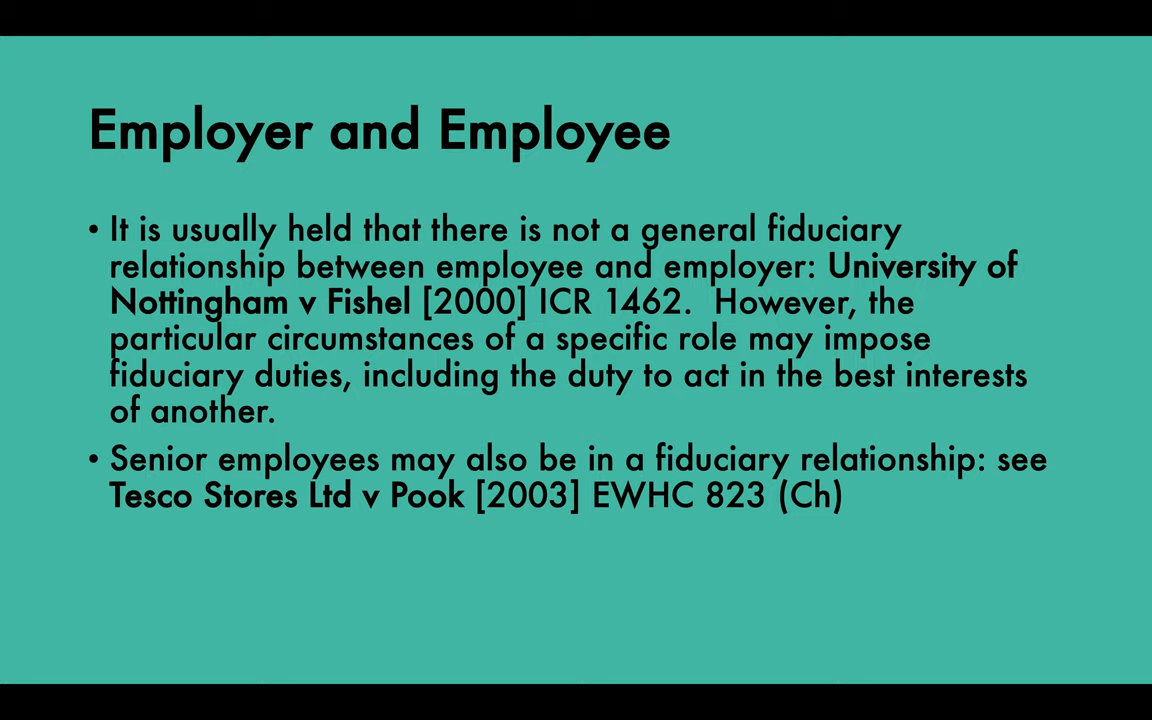 Employer and Employee
• It is usually held that there is not a general fiduciary
relationship between employee and employer: University of
Nottingham v Fishel [2000] ICR 1462.  However, the
particular circumstances of a specific role may impose
fiduciary duties, including the duty to act in the best interests
of another.
• Senior employees may also be in a fiduciary relationship: see
Tesco Stores Ltd v Pook [2003] EWHC 823 (Ch)